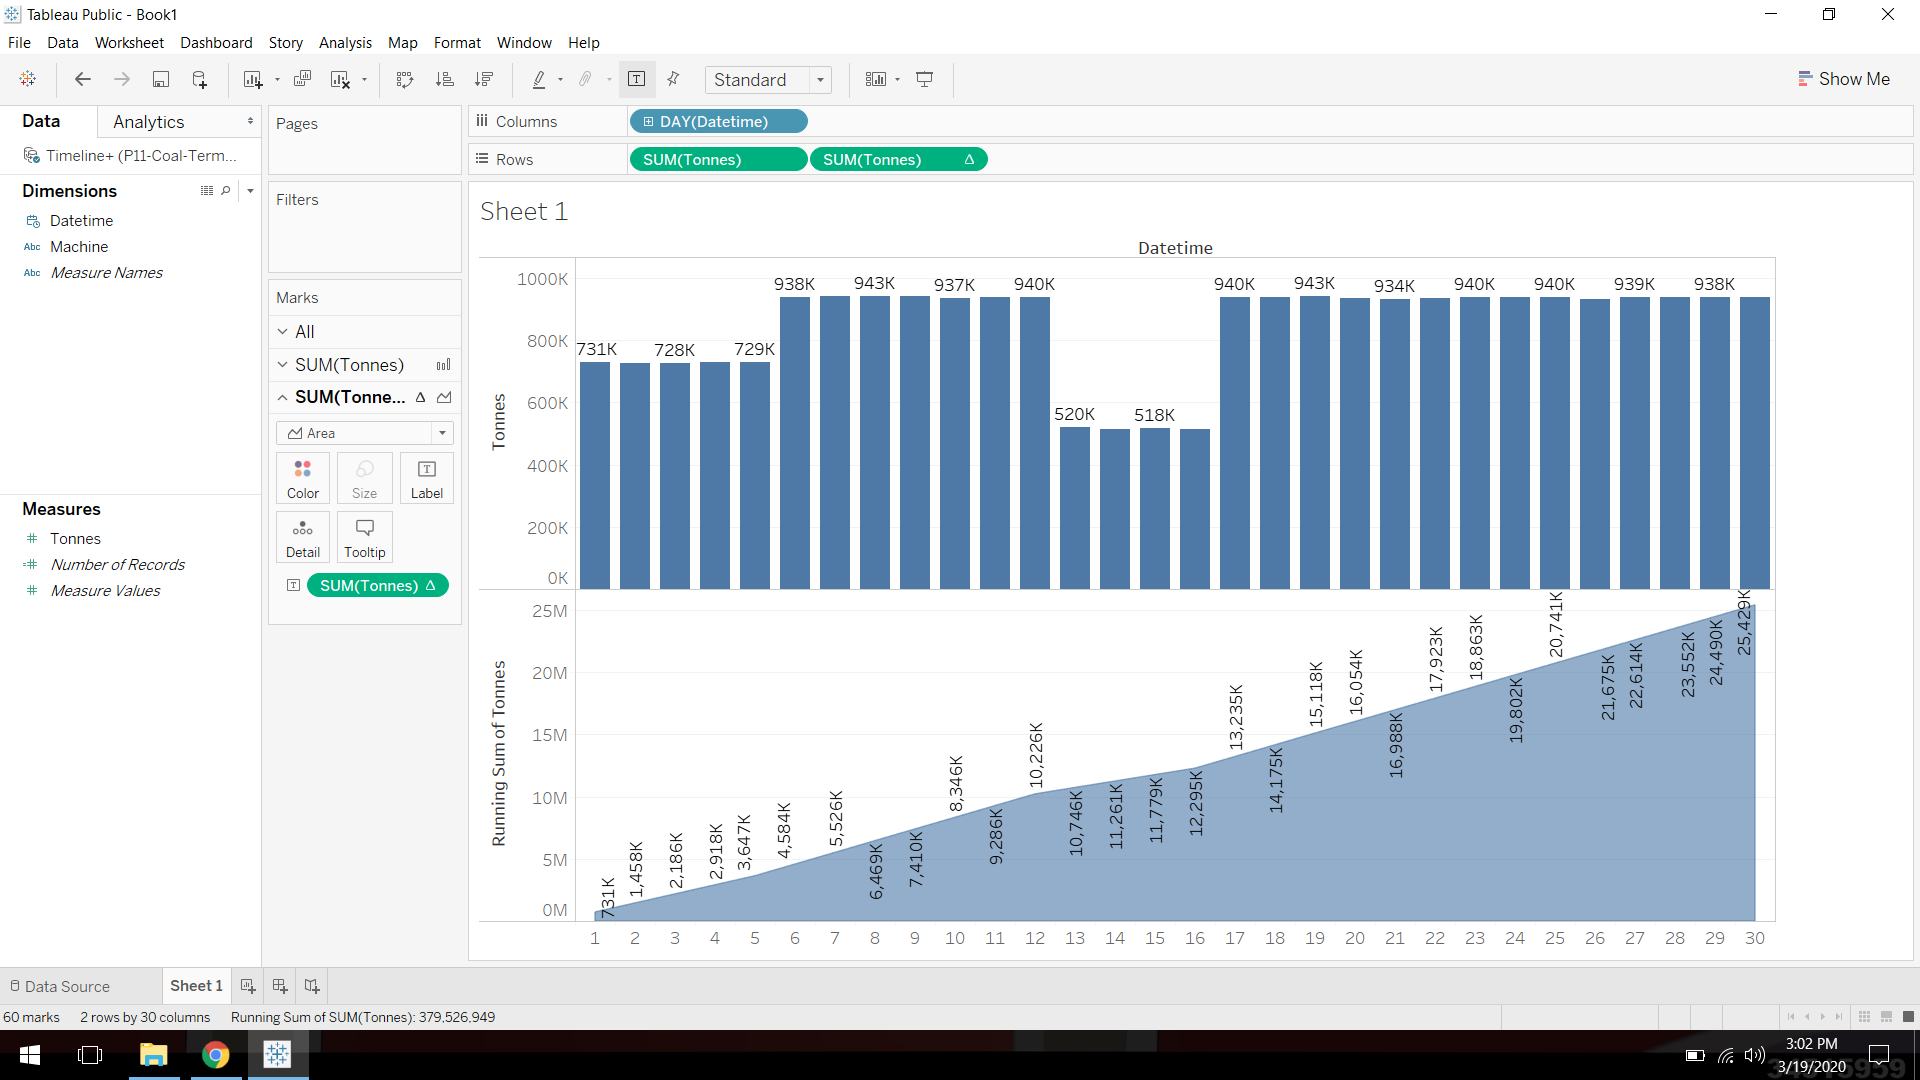 Tableau Public - Book1
File Data Worksheet Dashboard Story Analysis Map Format Window Help
Standard
Show Me
Data Analytics
Timeline+ (P11-Coal-Term...
Dimensions
Datetime
Abc Machine
Abc Measure Names
Measures
Tonnes
Number of Records
Measure Values
Pages
Filters
Marks
All
SUM(Tonnes)
SUM(Tonne... Δ
Area
Color Size Label
Detail Tooltip
SUM(Tonnes) Δ
Columns DAY(Datetime)
Rows SUM(Tonnes) SUM(Tonnes) Δ
Sheet 1
Datetime
Tonnes
1000K
800K
600K
400K
200K
0K
731K 728K 729K 938K 943K 937K 940K 520K 518K 940K 943K 934K 940K 940K 939K 938K
Running Sum of Tonnes
25M
20M
15M
10M
5M
0M
731K 1,458K 2,186K 2,918K 3,647K 4,584K 5,526K 6,469K 7,410K 8,346K 9,286K 10,226K 10,746K 11,261K 11,779K 12,295K 13,235K 14,175K 15,118K 16,054K 16,988K 17,923K 18,863K 19,802K 20,741K 21,675K 22,614K 23,552K 24,490K 25,429K
1 2 3 4 5 6 7 8 9 10 11 12 13 14 15 16 17 18 19 20 21 22 23 24 25 26 27 28 29 30
Data Source Sheet 1
60 marks 2 rows by 30 columns Running Sum of SUM(Tonnes): 379,526,949
3:02 PM
3/19/2020